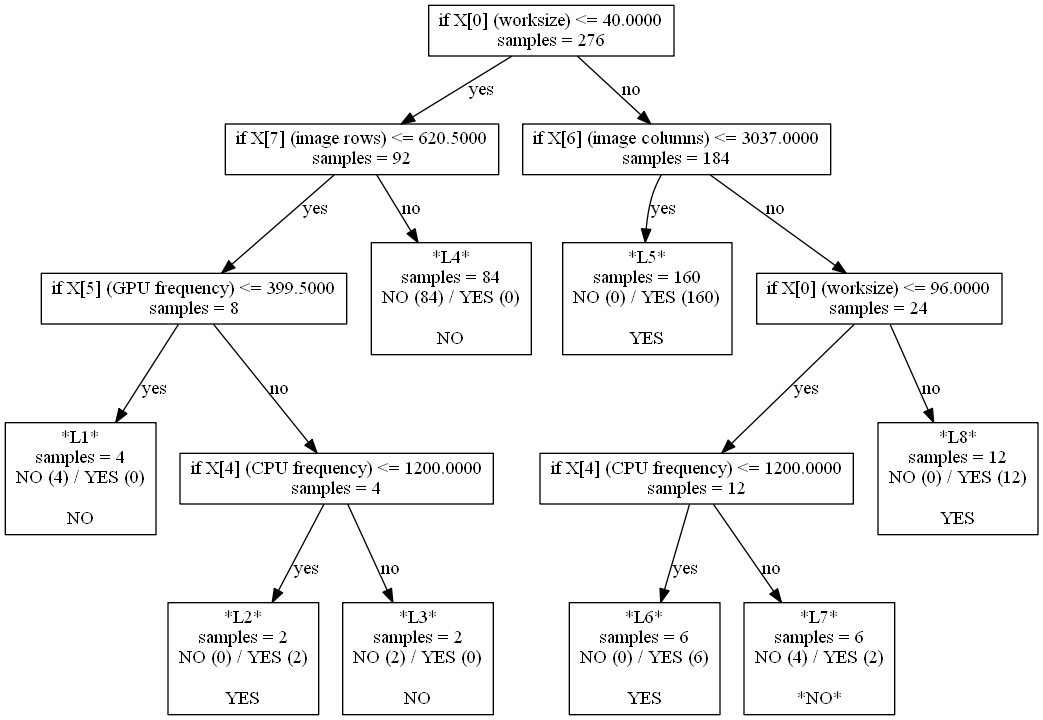 if X[0] (worksize) <= 40.0000
samples = 276
yes
no
if X[7] (image rows) <= 620.5000
samples = 92
if X[6] (image columns) <= 3037.0000
samples = 184
yes
no
yes
no
if X[5] (GPU frequency) <= 399.5000
samples = 8
*L4*
samples = 84
NO (84) / YES (0)
NO
*L5*
samples = 160
NO (0) / YES (160)
YES
if X[0] (worksize) <= 96.0000
samples = 24
yes
no
yes
no
*L1*
samples = 4
NO (4) / YES (0)
NO
if X[4] (CPU frequency) <= 1200.0000
samples = 4
if X[4] (CPU frequency) <= 1200.0000
samples = 12
*L8*
samples = 12
NO (0) / YES (12)
YES
yes
no
yes
no
*L2*
samples = 2
NO (0) / YES (2)
YES
*L3*
samples = 2
NO (2) / YES (0)
NO
*L6*
samples = 6
NO (0) / YES (6)
YES
*L7*
samples = 6
NO (4) / YES (2)
*NO*